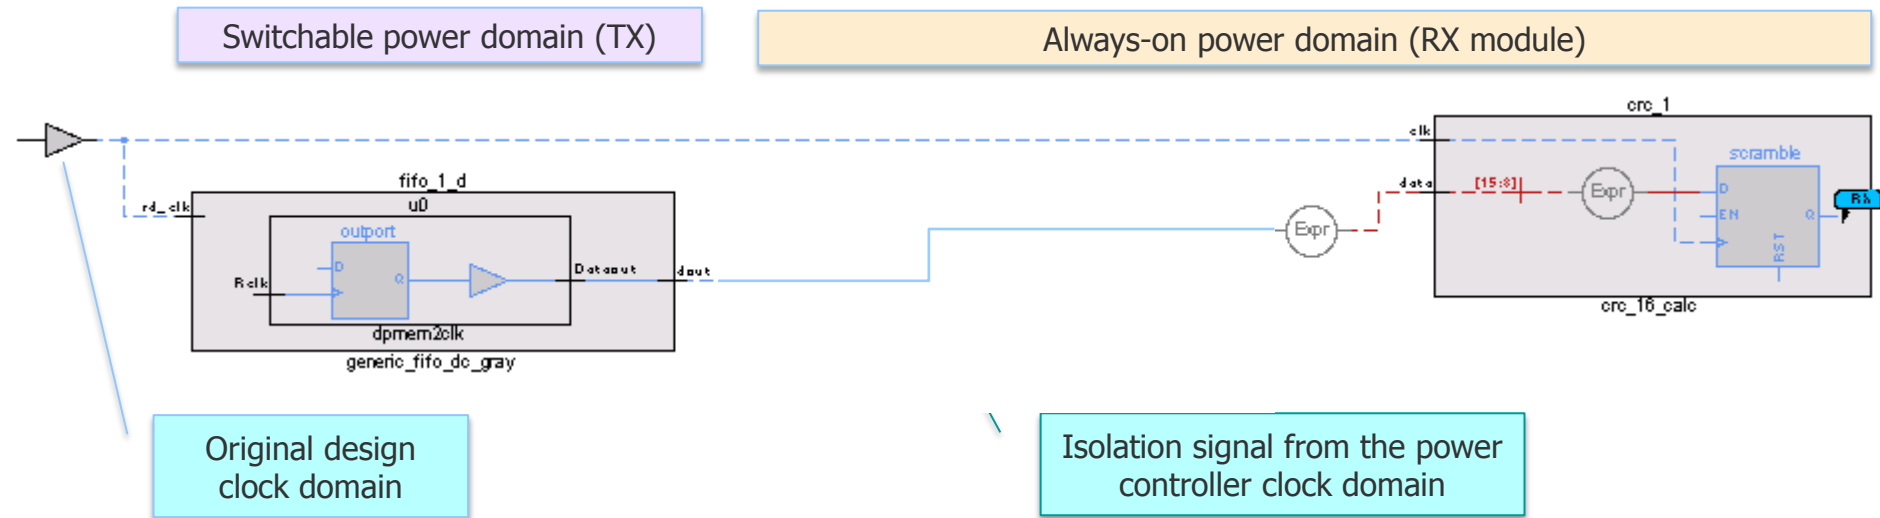 Switchable power domain (TX)
Always-on power domain (RX module)
crc_1
clk
scramble
fifo_1_d
data
[15:8]
Expr
D
u0
rd_clk
EN
Q
RX
outport
Expr
D
Dataout
dout
RST
Q
Rclk
crc_16_calc
dpmem2clk
generic_fifo_dc_gray
Original design
clock domain
Isolation signal from the power
controller clock domain